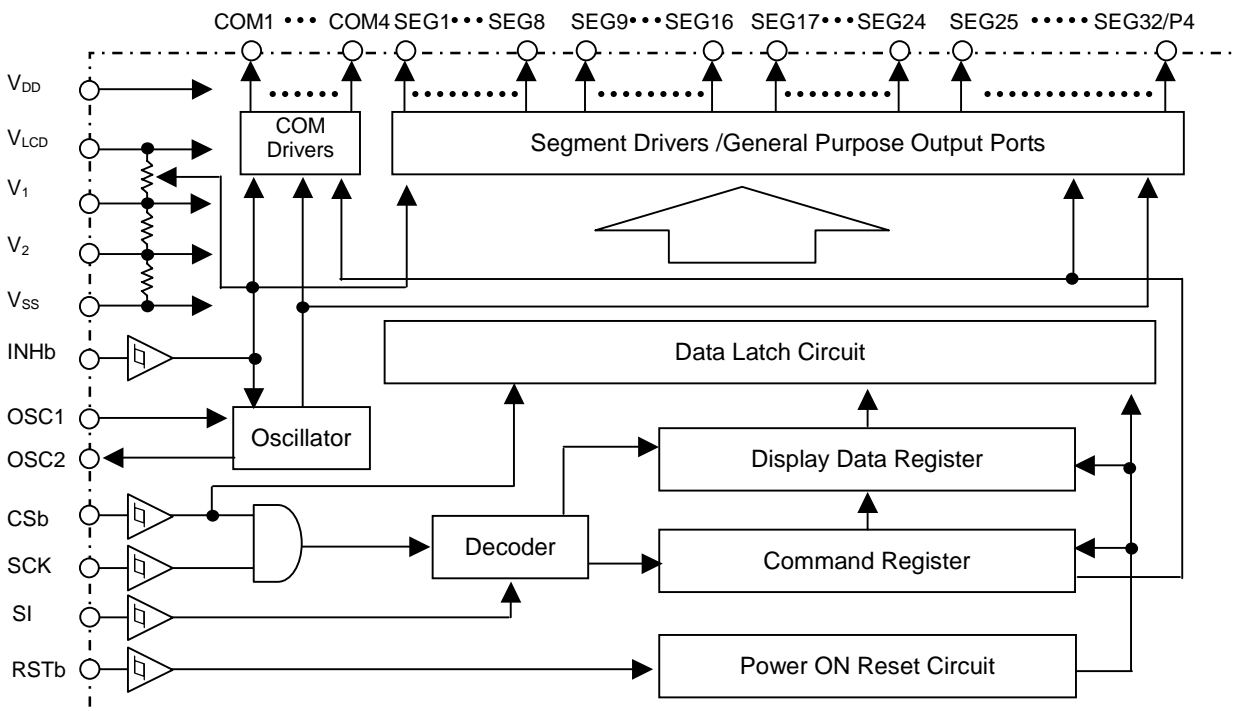 COM1 ••• COM4 SEG1 ••• SEG8 SEG9 ••• SEG16 SEG17 ••• SEG24 SEG25 ••••• SEG32/P4
VDD
VLCD
V1
V2
VSS
INHb
OSC1
OSC2
CSb
SCK
SI
RSTb
COM
Drivers
Segment Drivers /General Purpose Output Ports
Data Latch Circuit
Oscillator
Display Data Register
Decoder
Command Register
Power ON Reset Circuit